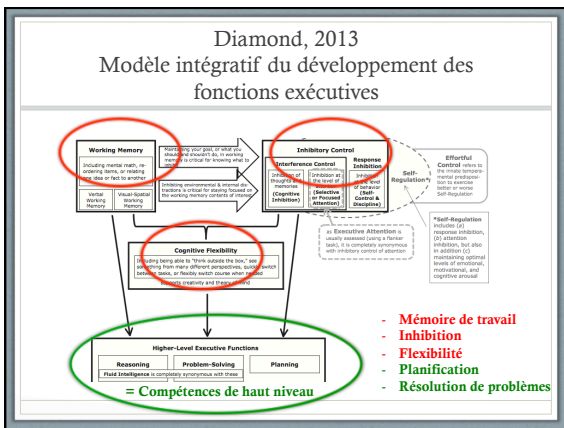 Diamond, 2013
Modèle intégratif du développement des
fonctions exécutives
Working Memory
Including mental math, re-
ordering items, or relating
one idea or fact to another
Verbal
Working
Memory
Visual-Spatial
Working
Memory
Maintaining your goal, or what you
should and shouldn't do, in working
memory is critical for knowing what to
inhibit
Inhibiting environmental & internal dis-
tractions is critical for staying focused on
the working memory contents of interest
Inhibitory Control
Interference Control
Inhibition of
thoughts and
memories
(Cognitive
Inhibition)
Inhibition at
the level of
attention
(Selective
or Focused
Attention)
Response
Inhibition
Inhibition
at the level
of behavior
(Self-
Control &
Discipline)
Self-
Regulation*
Effortful
Control refers to
the innate tempera-
mental predisposi-
tion to exercise
better or worse
Self-Regulation
as Executive Attention is
usually assessed (using a flanker
task), it is completely synonymous
with inhibitory control of attention
*Self-Regulation
includes (a)
response inhibition,
(b) attention
inhibition, but also
in addition (c)
maintaining optimal
levels of emotional,
motivational, and
cognitive arousal
Cognitive Flexibility
Including being able to "think outside the box," see
something from many different perspectives, quickly switch
between tasks, or flexibly switch course when needed
supports creativity and theory of mind
Higher-Level Executive Functions
Reasoning
Problem-Solving
Planning
Fluid Intelligence is completely synonymous with these
= Compétences de haut niveau
- Mémoire de travail
- Inhibition
- Flexibilité
- Planification
- Résolution de problèmes